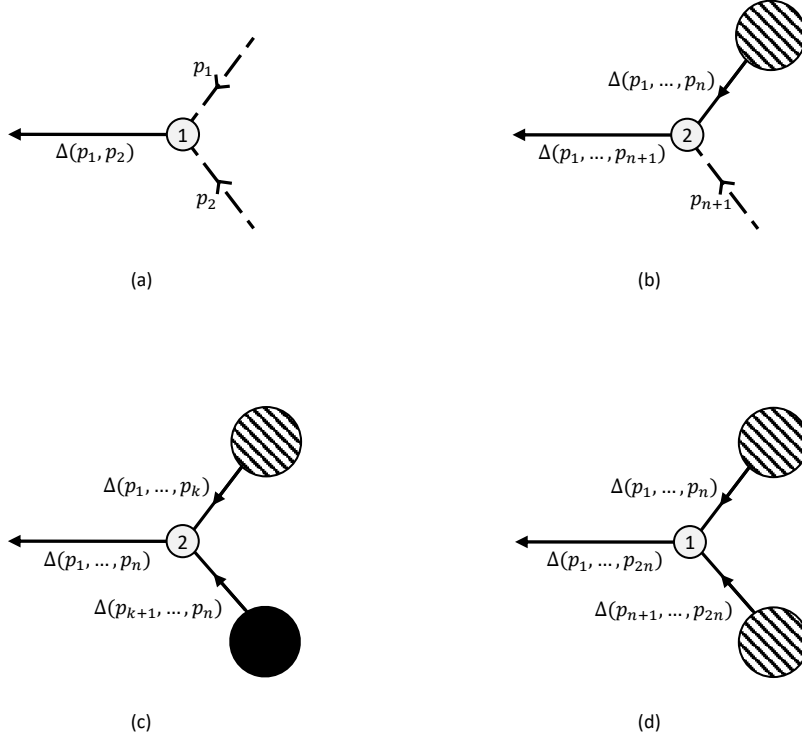 p₁
1
Δ(p₁, p₂)
p₂
(a)
Δ(p₁, …, pₙ)
2
Δ(p₁, …, pₙ₊₁)
pₙ₊₁
(b)
Δ(p₁, …, pₖ)
2
Δ(p₁, …, pₙ)
Δ(pₖ₊₁, …, pₙ)
(c)
Δ(p₁, …, pₙ)
1
Δ(p₁, …, p₂ₙ)
Δ(pₙ₊₁, …, p₂ₙ)
(d)